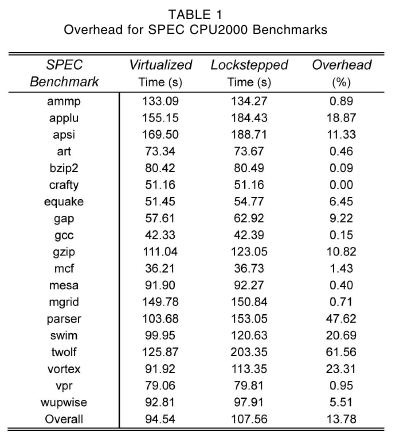 TABLE 1
Overhead for SPEC CPU2000 Benchmarks
SPEC Virtualized Lockstepped Overhead
Benchmark Time (s) Time (s) (%)
ammp 133.09 134.27 0.89
applu 155.15 184.43 18.87
apsi 169.50 188.71 11.33
art 73.34 73.67 0.46
bzip2 80.42 80.49 0.09
crafty 51.16 51.16 0.00
equake 51.45 54.77 6.45
gap 57.61 62.92 9.22
gcc 42.33 42.39 0.15
gzip 111.04 123.05 10.82
mcf 36.21 36.73 1.43
mesa 91.90 92.27 0.40
mgrid 149.78 150.84 0.71
parser 103.68 153.05 47.62
swim 99.95 120.63 20.69
twolf 125.87 203.35 61.56
vortex 91.92 113.35 23.31
vpr 79.06 79.81 0.95
wupwise 92.81 97.91 5.51
Overall 94.54 107.56 13.78